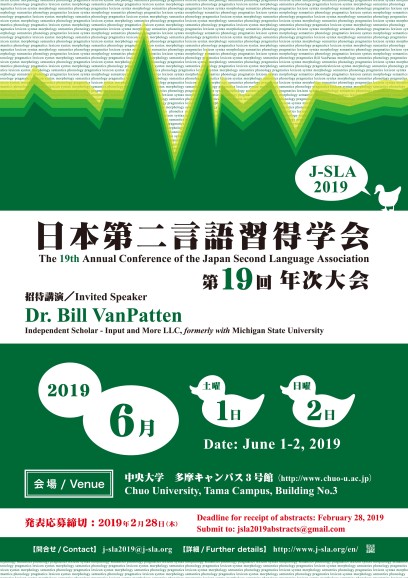 J-SLA
2019
日本第二言語習得学会
The 19th Annual Conference of the Japan Second Language Association
第19回 年次大会
招待講演／Invited Speaker
Dr. Bill VanPatten
Independent Scholar - Input and More LLC, formerly with Michigan State University
2019
6月
土曜
1日
日曜
2日
Date: June 1-2, 2019
会場 / Venue
中央大学 多摩キャンパス3号館 (http://www.chuo-u.ac.jp)
Chuo University, Tama Campus, Building No.3
発表応募締切：2019年2月28日(木)
Deadline for receipt of abstracts: February 28, 2019
Submit to: jsla2019abstracts@gmail.com
【問合せ / Contact】 j-sla2019@j-sla.org 【詳細 / Further details】 http://www.j-sla.org/en/